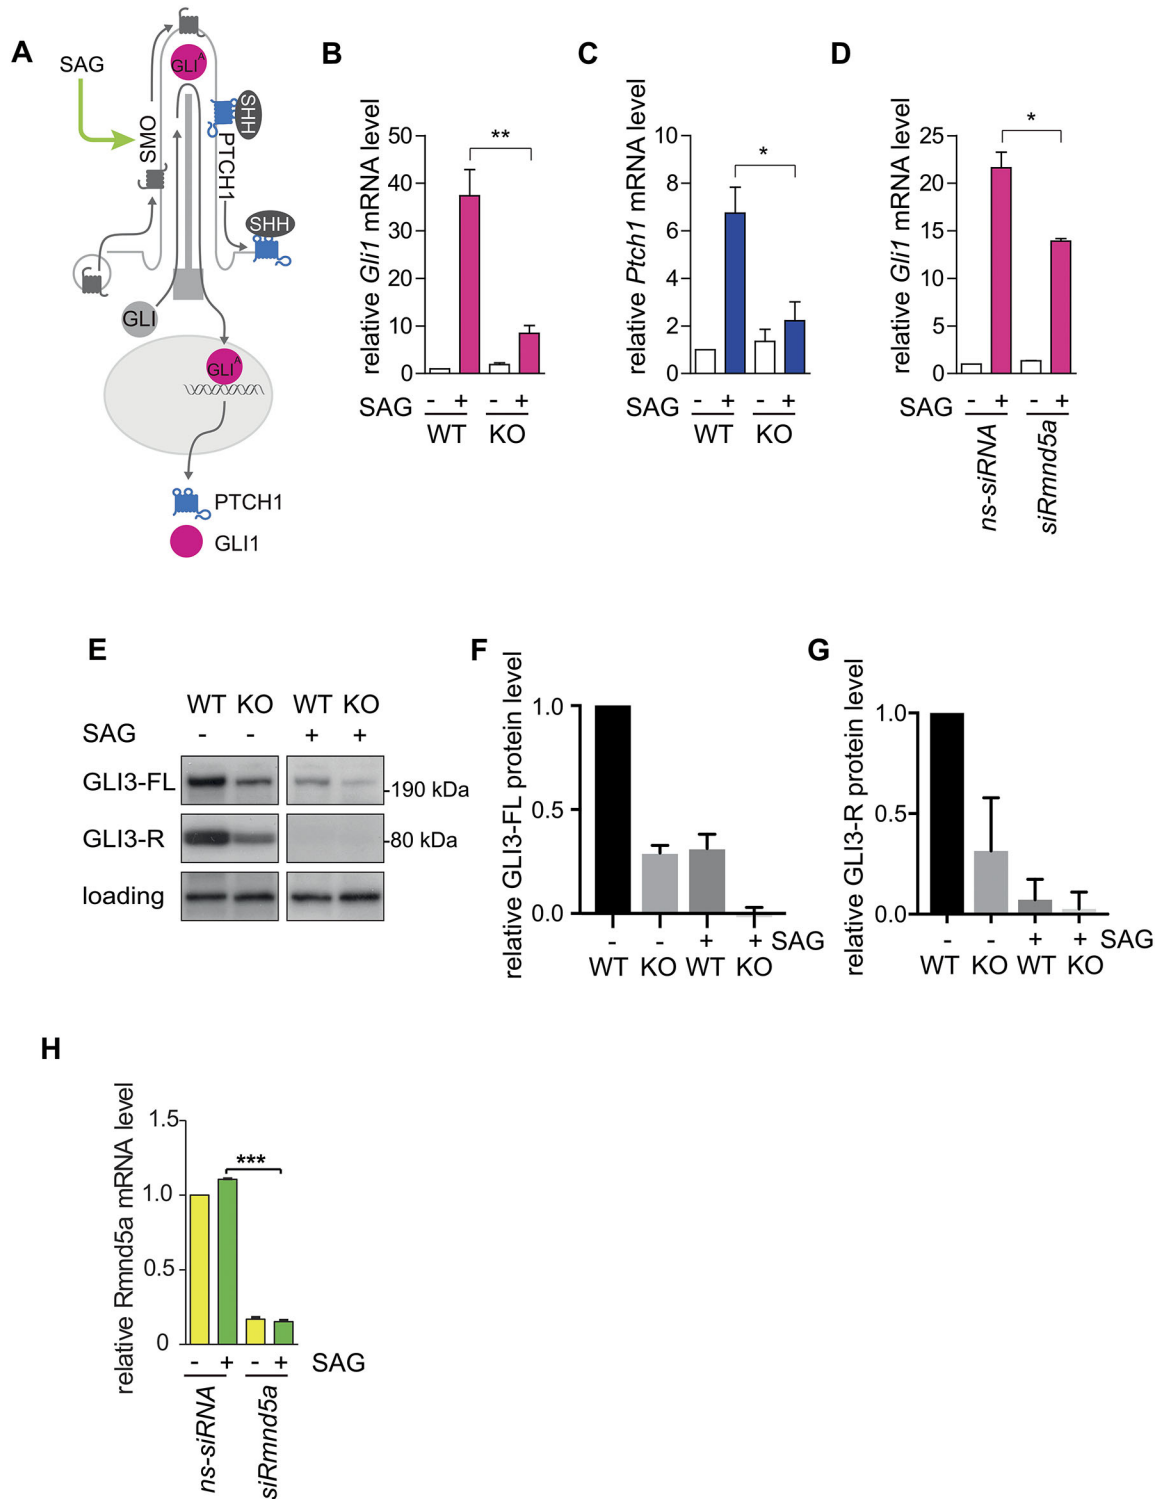 A
SAG
SMO
GLI^A
SHH
PTCH1
SHH
GLI
GLI^A
PTCH1
GLI1
B
relative Gli1 mRNA level
50
40
30
20
10
0
**
SAG - + - +
WT KO
C
relative Ptch1 mRNA level
10
8
6
4
2
0
*
SAG - + - +
WT KO
D
relative Gli1 mRNA level
25
20
15
10
5
0
*
SAG - + - +
ns-siRNA
siRmnd5a
E
WT KO WT KO
SAG - - + +
GLI3-FL
-190 kDa
GLI3-R
-80 kDa
loading
F
relative GLI3-FL protein level
1.0
0.5
0.0
- - + + SAG
WT KO WT KO
G
relative GLI3-R protein level
1.0
0.5
0.0
- - + + SAG
WT KO WT KO
H
relative Rmnd5a mRNA level
1.5
1.0
0.5
0
***
- + - + SAG
ns-siRNA
siRmnd5a